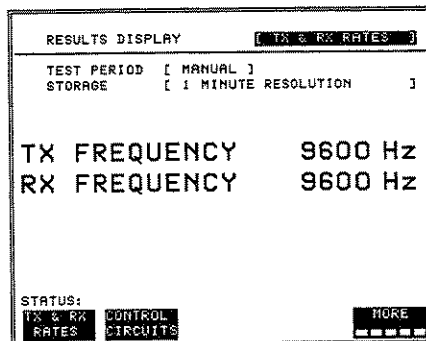 RESULTS DISPLAY [ TX & RX RATES ]
TEST PERIOD [ MANUAL ]
STORAGE [ 1 MINUTE RESOLUTION ]
TX FREQUENCY 9600 Hz
RX FREQUENCY 9600 Hz
STATUS:
TX & RX CONTROL MORE
RATES CIRCUITS